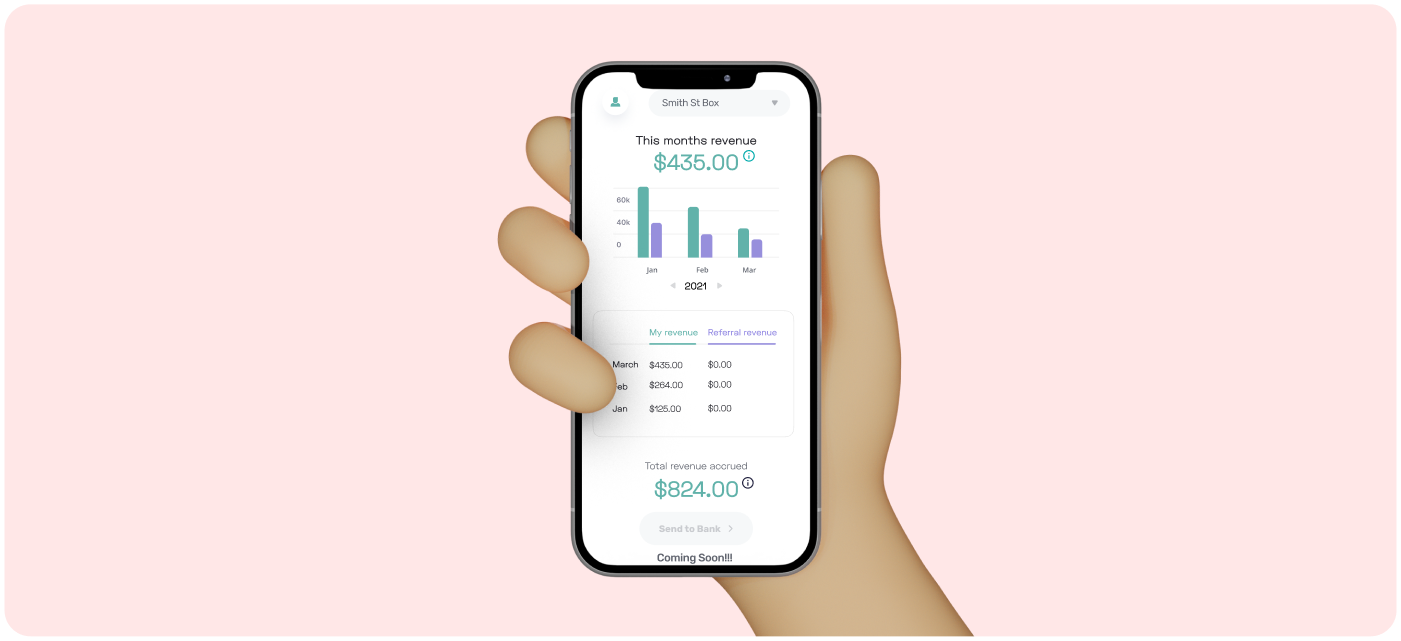 Smith St Box
This months revenue
$435.00
60k
40k
0
Jan Feb Mar
2021
My revenue Referral revenue
March $435.00 $0.00
eb $264.00 $0.00
Jan $125.00 $0.00
Total revenue accrued
$824.00
Send to Bank
Coming Soon!!!